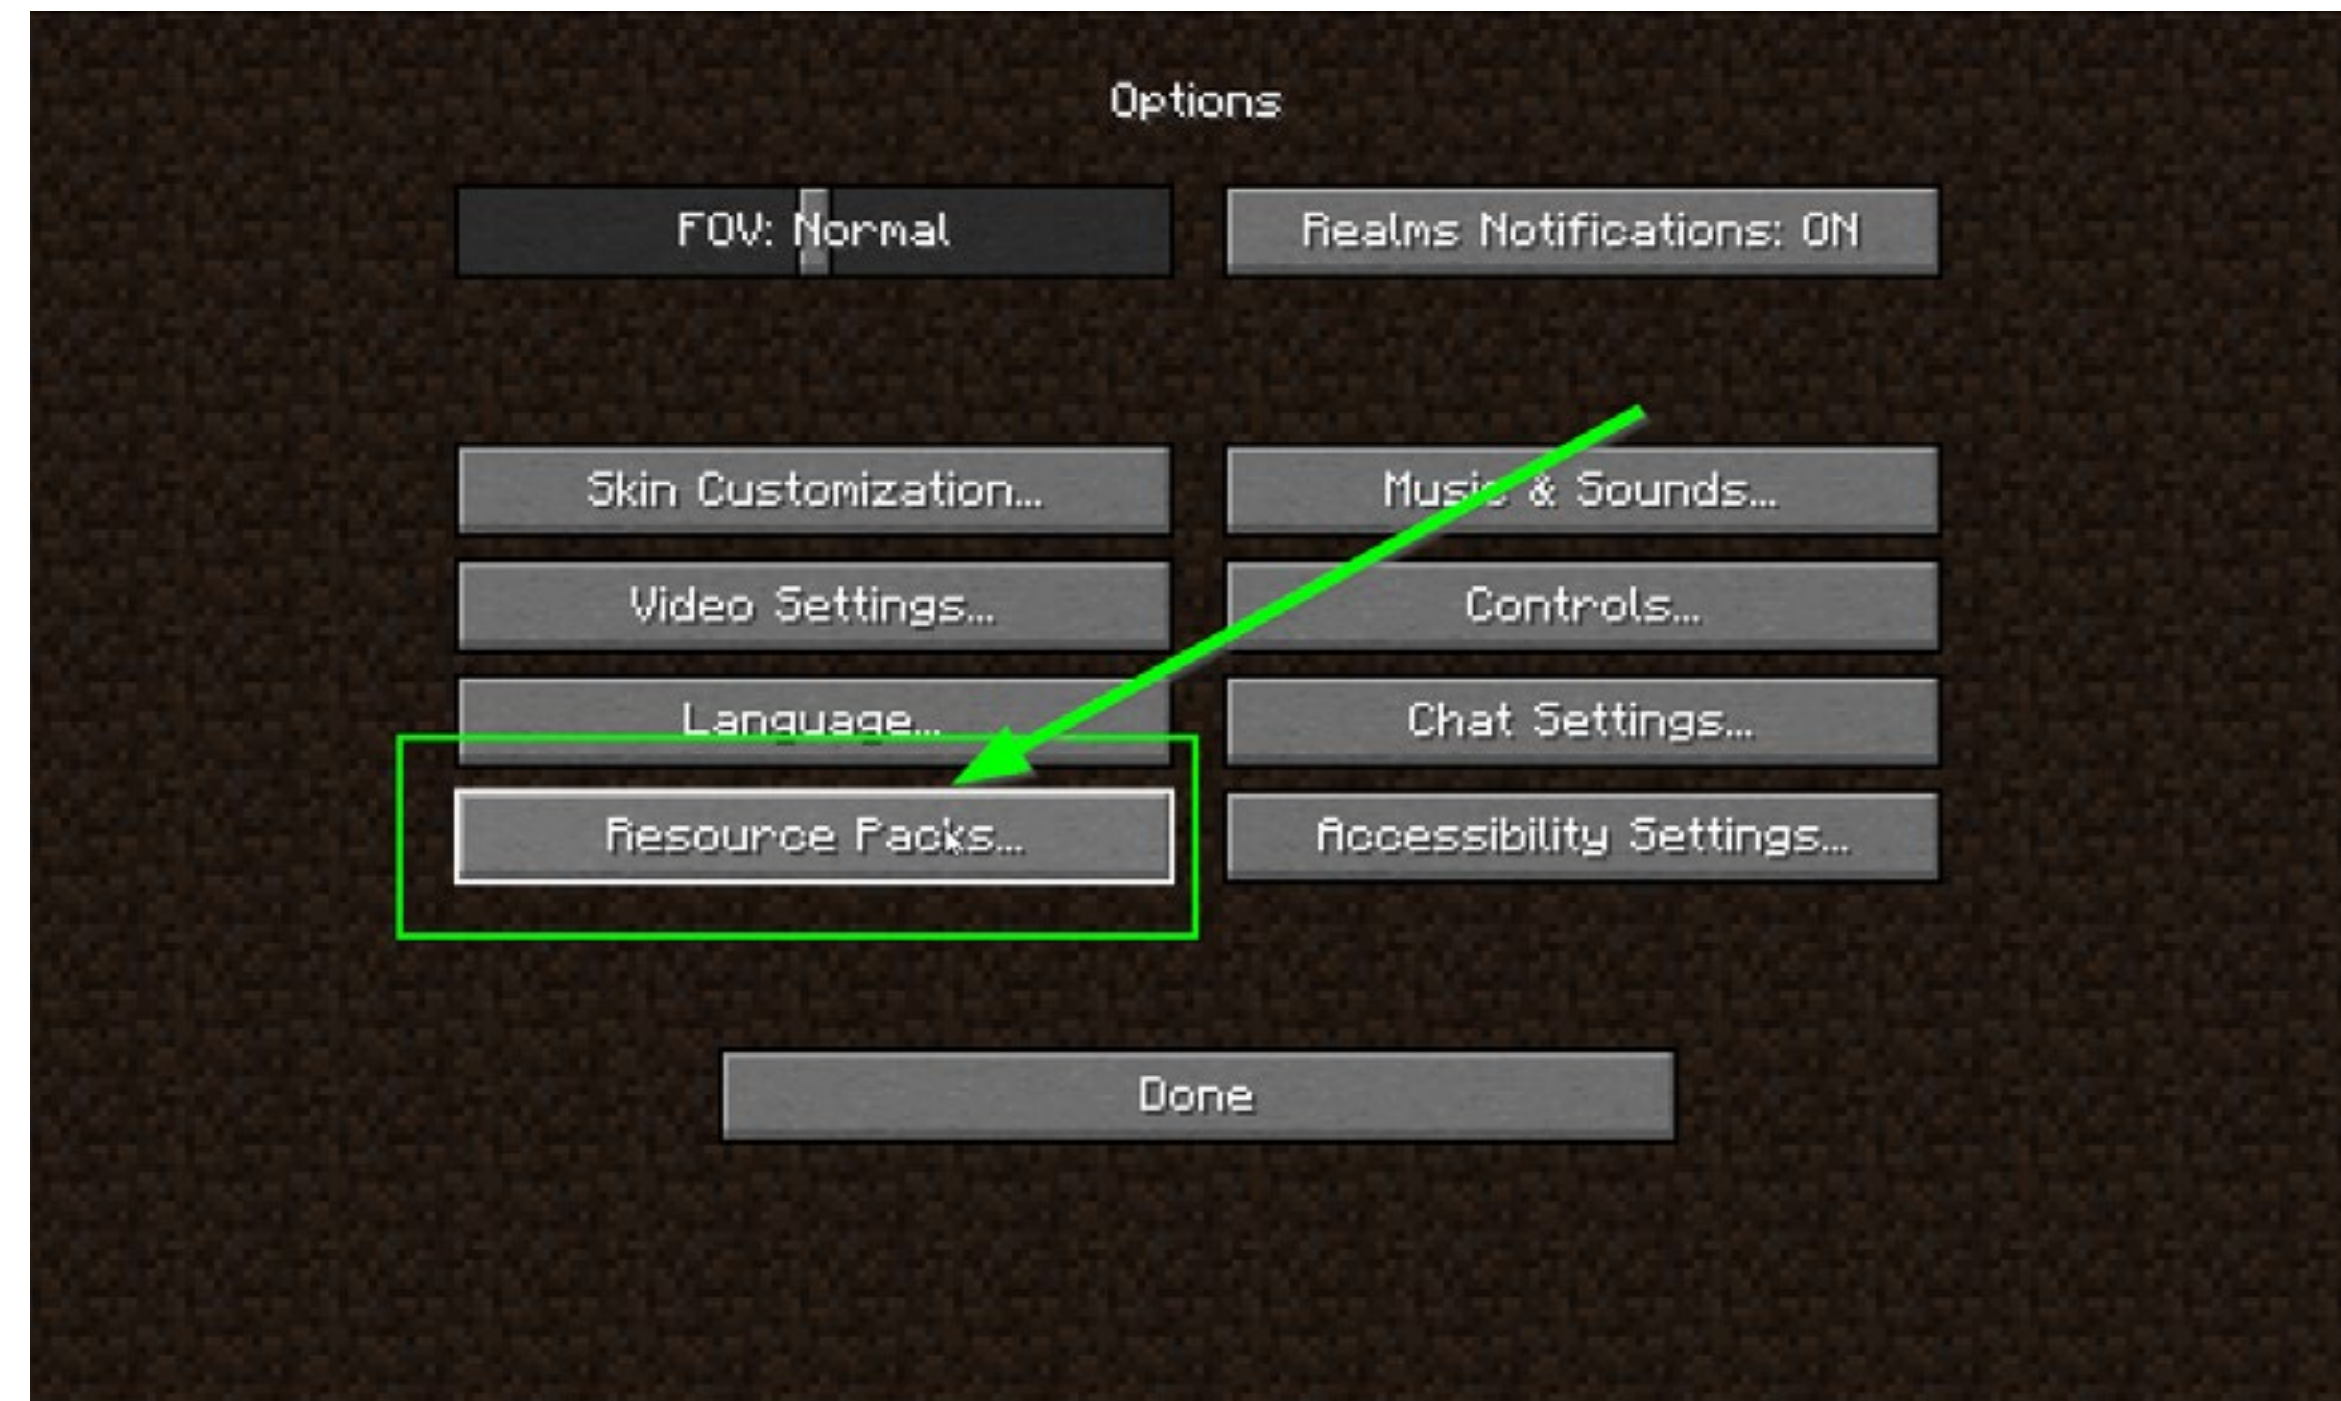 Options
FOV: Normal
Realms Notifications: ON
Skin Customization...
Music & Sounds...
Video Settings...
Controls...
Language...
Chat Settings...
Resource Packs...
Accessibility Settings...
Done